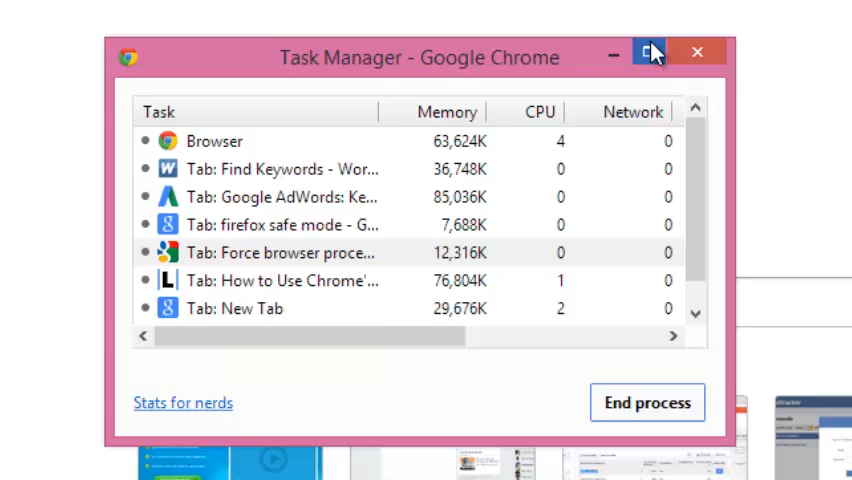 Task Manager - Google Chrome
Task Memory CPU Network
Browser 63,624K 4 0
Tab: Find Keywords - Wor... 36,748K 0 0
Tab: Google AdWords: Ke... 85,036K 0 0
Tab: firefox safe mode - G... 7,688K 0 0
Tab: Force browser proce... 12,316K 0 0
Tab: How to Use Chrome'... 76,804K 1 0
Tab: New Tab 29,676K 2 0
Stats for nerds
End process